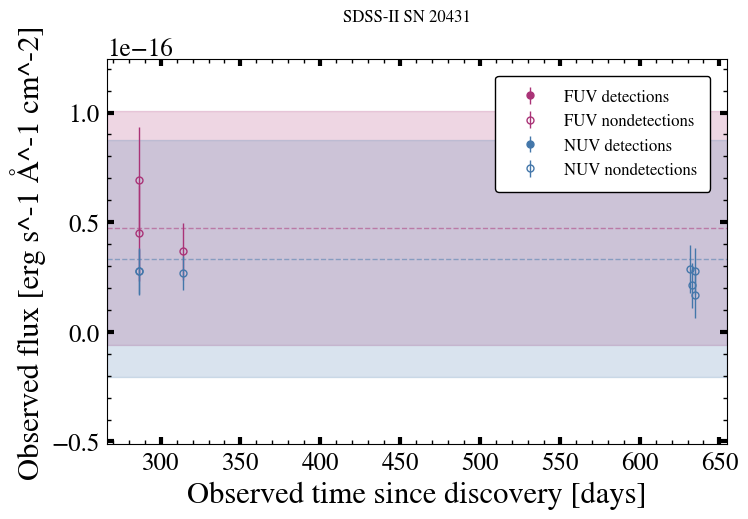 SDSS-II SN 20431
1e−16
Observed flux [erg s^-1 Å^-1 cm^-2]
1.0
0.5
0.0
−0.5
FUV detections
FUV nondetections
NUV detections
NUV nondetections
300 350 400 450 500 550 600 650
Observed time since discovery [days]